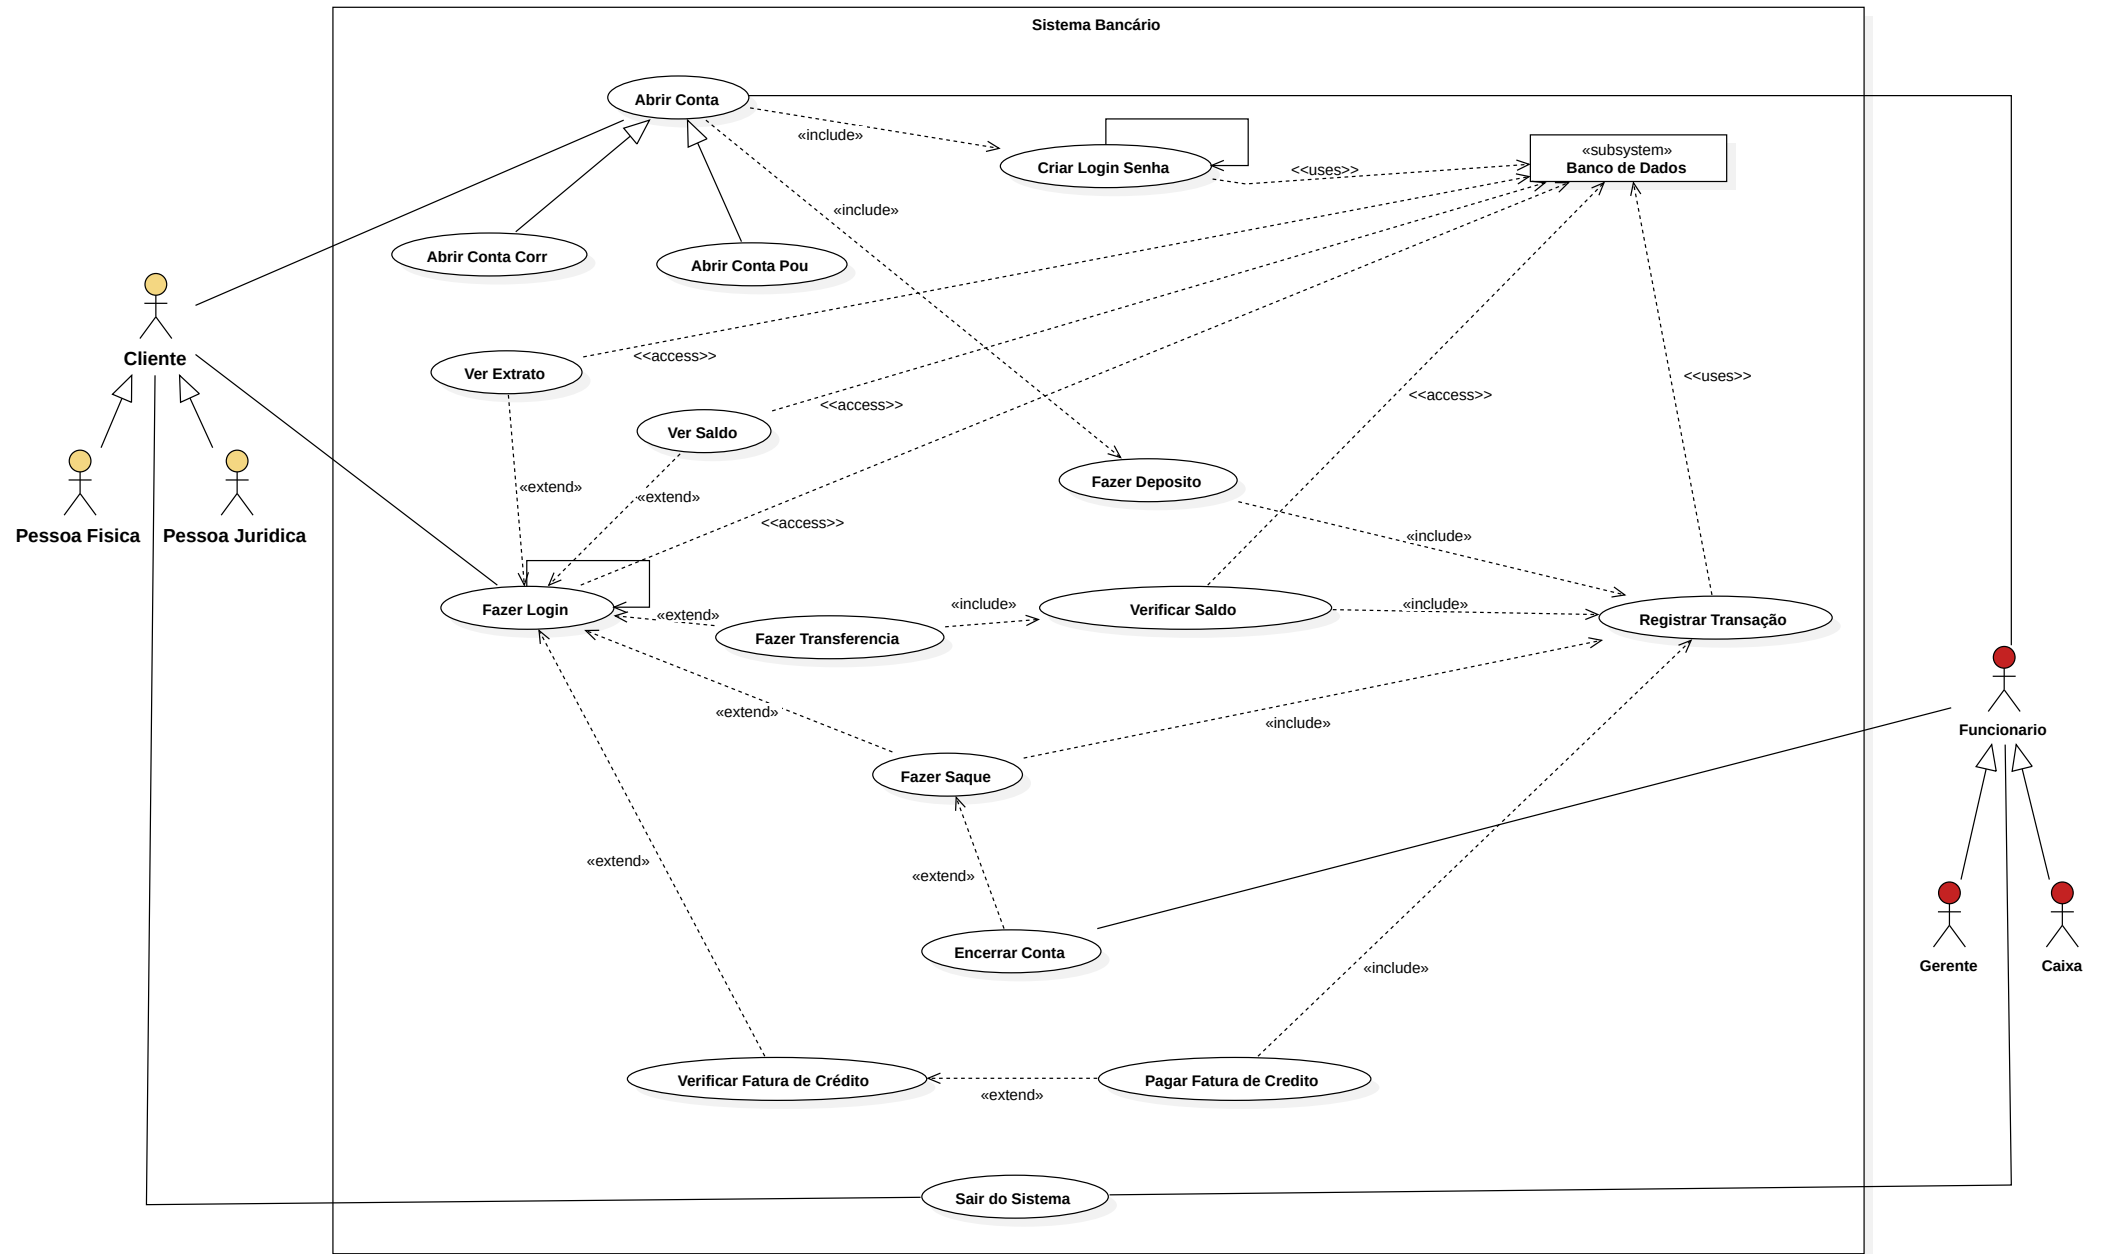 Sistema Bancário
Abrir Conta
«include»
Criar Login Senha
<<uses>>
«subsystem»
Banco de Dados
«include»
Abrir Conta Corr
Abrir Conta Pou
Cliente
Ver Extrato
<<access>>
<<access>>
<<access>>
<<uses>>
Ver Saldo
Fazer Deposito
«extend»
«extend»
<<access>>
«include»
Pessoa Fisica
Pessoa Juridica
Fazer Login
«extend»
«include»
Verificar Saldo
«include»
Registrar Transação
Fazer Transferencia
«extend»
«include»
Funcionario
Fazer Saque
«extend»
«extend»
Encerrar Conta
«include»
Gerente
Caixa
Verificar Fatura de Crédito
Pagar Fatura de Credito
«extend»
Sair do Sistema